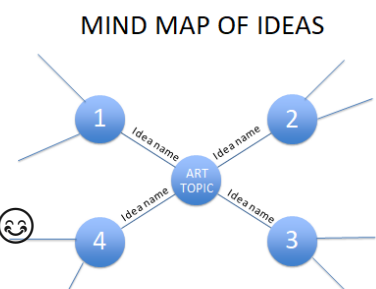 MIND MAP OF IDEAS
1
2
Idea name
Idea name
ART
TOPIC
Idea name
Idea name
4
3